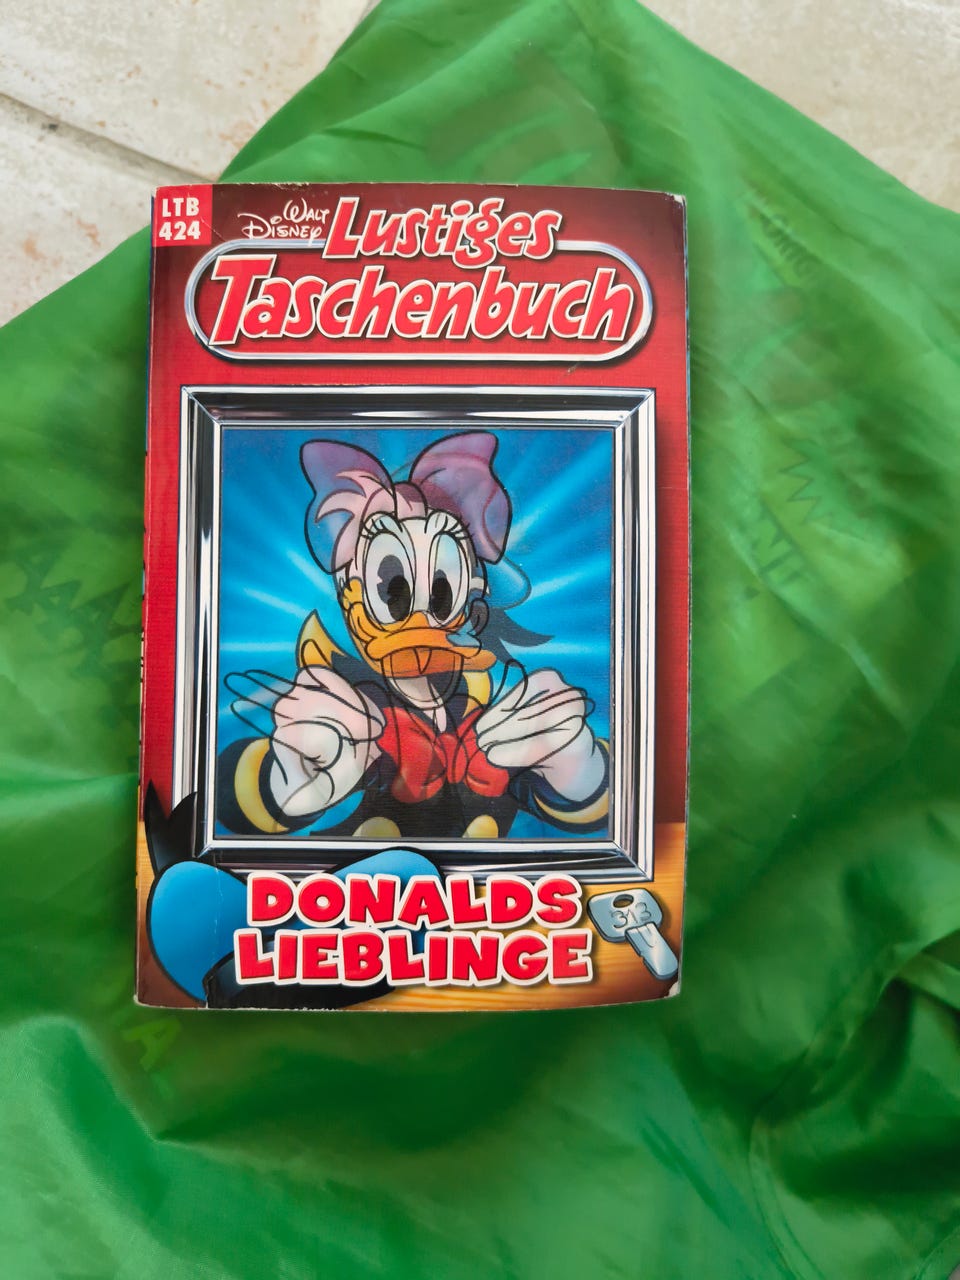 LTB
424
WALT
DISNEY
Lustiges
Taschenbuch
DONALDS
LIEBLINGE
313